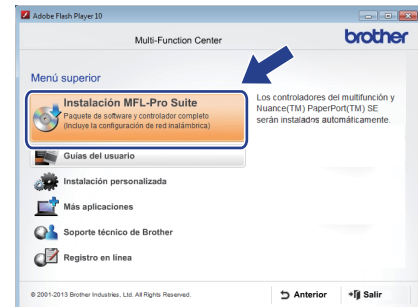 Adobe Flash Player 10
Multi-Function Center
brother
Menú superior
Instalación MFL-Pro Suite
Paquete de software y controlador completo
(Incluye la configuración de red inalámbrica)
Los controladores del multifunción y
Nuance(TM) PaperPort(TM) SE
serán instalados automáticamente.
Guías del usuario
Instalación personalizada
Más aplicaciones
Soporte técnico de Brother
Registro en línea
© 2001-2013 Brother Industries, Ltd. All Rights Reserved.
Anterior
Salir